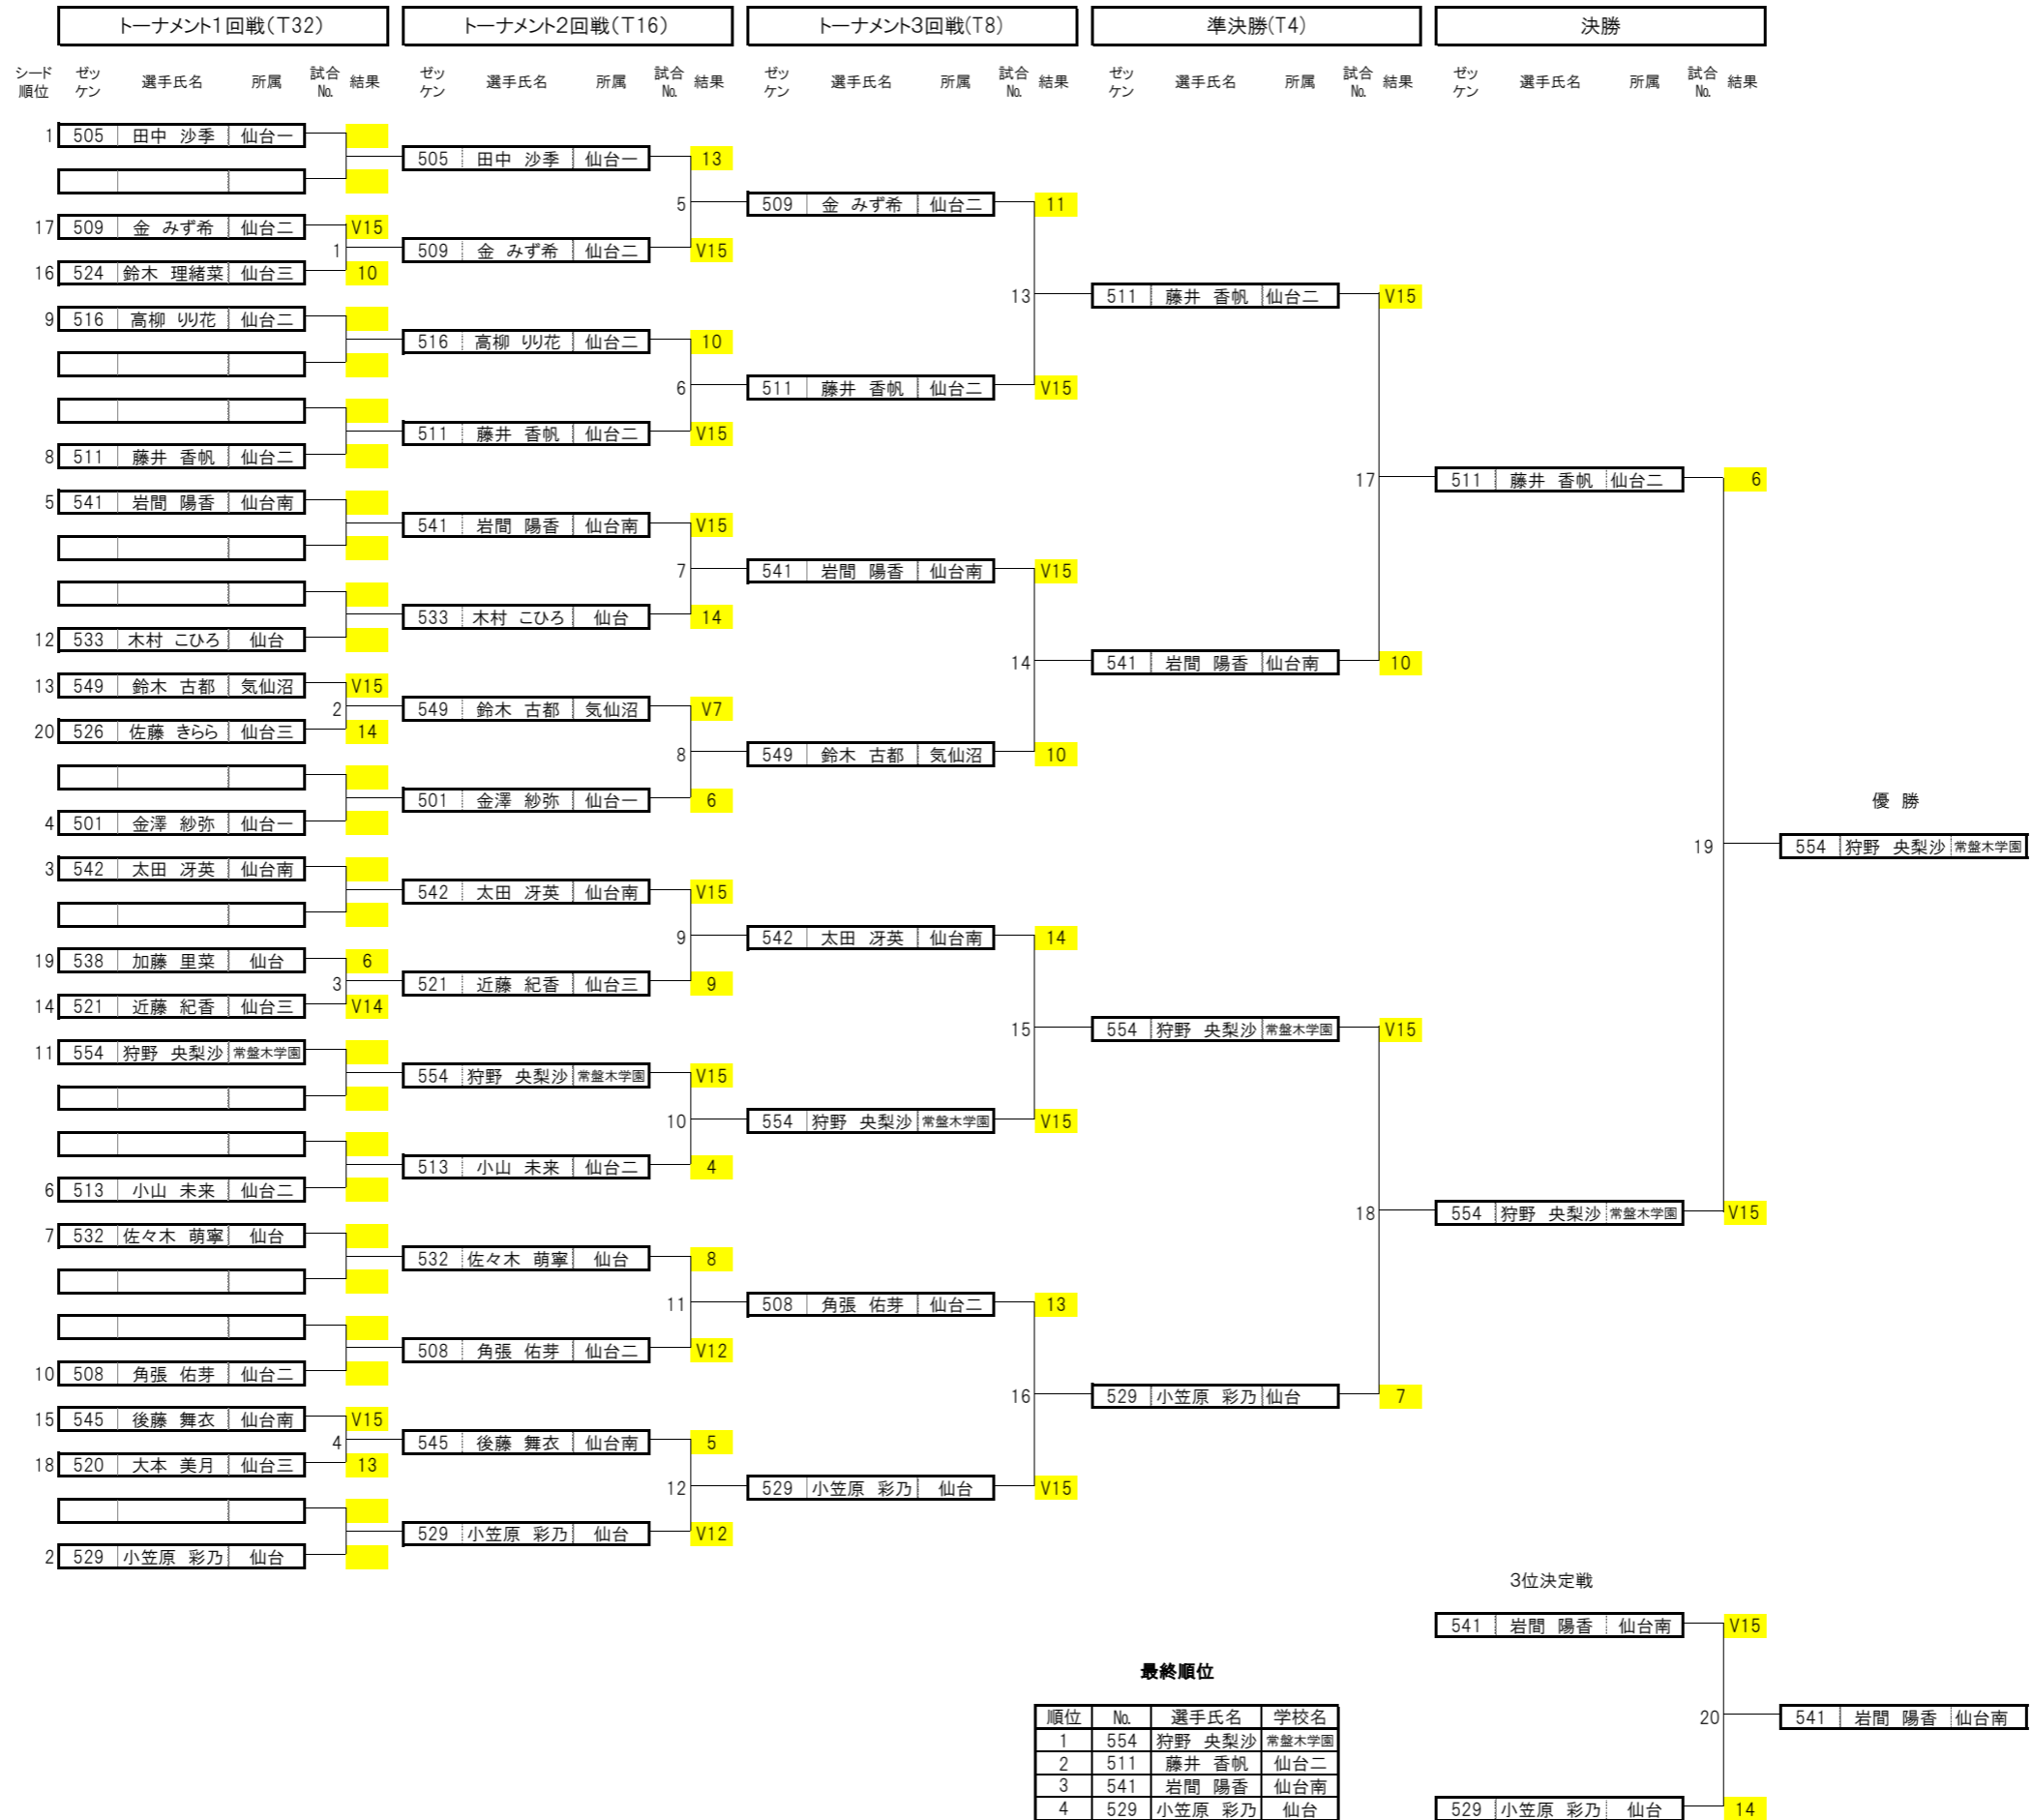 トーナメント1回戦(T32) トーナメント2回戦(T16) トーナメント3回戦(T8) 準決勝(T4) 決勝
シード順位 ゼッケン 選手氏名 所属 試合No. 結果 ゼッケン 選手氏名 所属 試合No. 結果 ゼッケン 選手氏名 所属 試合No. 結果 ゼッケン 選手氏名 所属 試合No. 結果 ゼッケン 選手氏名 所属 試合No. 結果
1 505 田中 沙季 仙台一
505 田中 沙季 仙台一 13
5 509 金 みず希 仙台二 11
17 509 金 みず希 仙台二 V15
1 509 金 みず希 仙台二 V15
16 524 鈴木 理緒菜 仙台三 10
13 511 藤井 香帆 仙台二 V15
9 516 高柳 りり花 仙台二
516 高柳 りり花 仙台二 10
6 511 藤井 香帆 仙台二 V15
511 藤井 香帆 仙台二 V15
8 511 藤井 香帆 仙台二
17 511 藤井 香帆 仙台二 6
5 541 岩間 陽香 仙台南
541 岩間 陽香 仙台南 V15
7 541 岩間 陽香 仙台南 V15
533 木村 こひろ 仙台 14
12 533 木村 こひろ 仙台
14 541 岩間 陽香 仙台南 10
13 549 鈴木 古都 気仙沼 V15
2 549 鈴木 古都 気仙沼 V7
20 526 佐藤 きらら 仙台三 14
8 549 鈴木 古都 気仙沼 10
501 金澤 紗弥 仙台一 6
優 勝
4 501 金澤 紗弥 仙台一
19 554 狩野 央梨沙 常盤木学園
3 542 太田 冴英 仙台南
542 太田 冴英 仙台南 V15
9 542 太田 冴英 仙台南 14
19 538 加藤 里菜 仙台 6
3 521 近藤 紀香 仙台三 9
14 521 近藤 紀香 仙台三 V14
15 554 狩野 央梨沙 常盤木学園 V15
11 554 狩野 央梨沙 常盤木学園
554 狩野 央梨沙 常盤木学園 V15
10 554 狩野 央梨沙 常盤木学園 V15
513 小山 未来 仙台二 4
6 513 小山 未来 仙台二
18 554 狩野 央梨沙 常盤木学園 V15
7 532 佐々木 萌寧 仙台
532 佐々木 萌寧 仙台 8
11 508 角張 佑芽 仙台二 13
508 角張 佑芽 仙台二 V12
10 508 角張 佑芽 仙台二
16 529 小笠原 彩乃 仙台 7
15 545 後藤 舞衣 仙台南 V15
4 545 後藤 舞衣 仙台南 5
18 520 大本 美月 仙台三 13
12 529 小笠原 彩乃 仙台 V15
529 小笠原 彩乃 仙台 V12
2 529 小笠原 彩乃 仙台
3位決定戦
541 岩間 陽香 仙台南 V15
最終順位
順位 No. 選手氏名 学校名
20 541 岩間 陽香 仙台南
1 554 狩野 央梨沙 常盤木学園
2 511 藤井 香帆 仙台二
3 541 岩間 陽香 仙台南
4 529 小笠原 彩乃 仙台
529 小笠原 彩乃 仙台 14